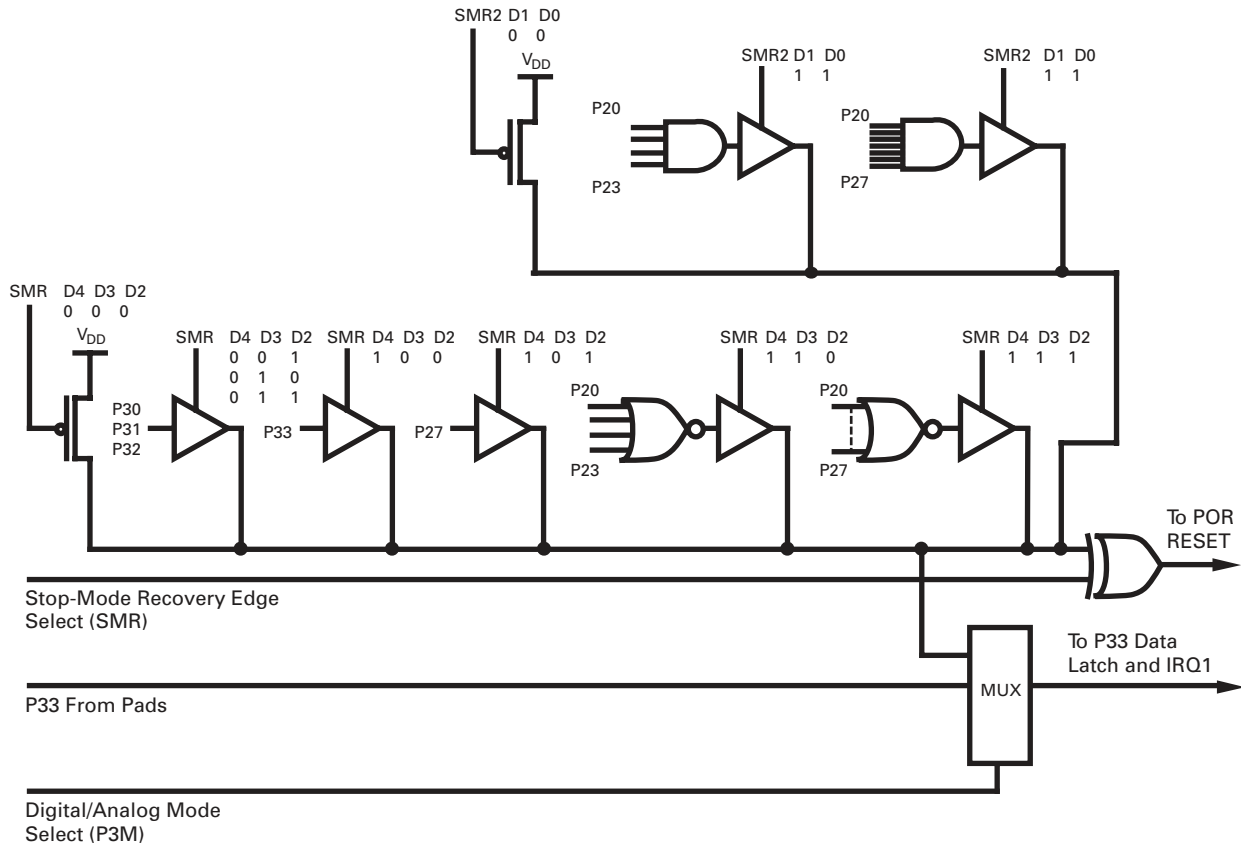 SMR2 D1 D0
0 0
VDD
SMR2 D1 D0
1 1
P20
P23
SMR2 D1 D0
1 1
P20
P27
SMR D4 D3 D2
0 0 0
VDD
P30
P31
P32
SMR D4 D3 D2
0 0 1
0 1 0
0 1 1
P33
SMR D4 D3 D2
1 0 0
P27
SMR D4 D3 D2
1 0 1
P20
P23
SMR D4 D3 D2
1 1 0
P20
P27
SMR D4 D3 D2
1 1 1
To POR
RESET
Stop-Mode Recovery Edge
Select (SMR)
To P33 Data
Latch and IRQ1
MUX
P33 From Pads
Digital/Analog Mode
Select (P3M)